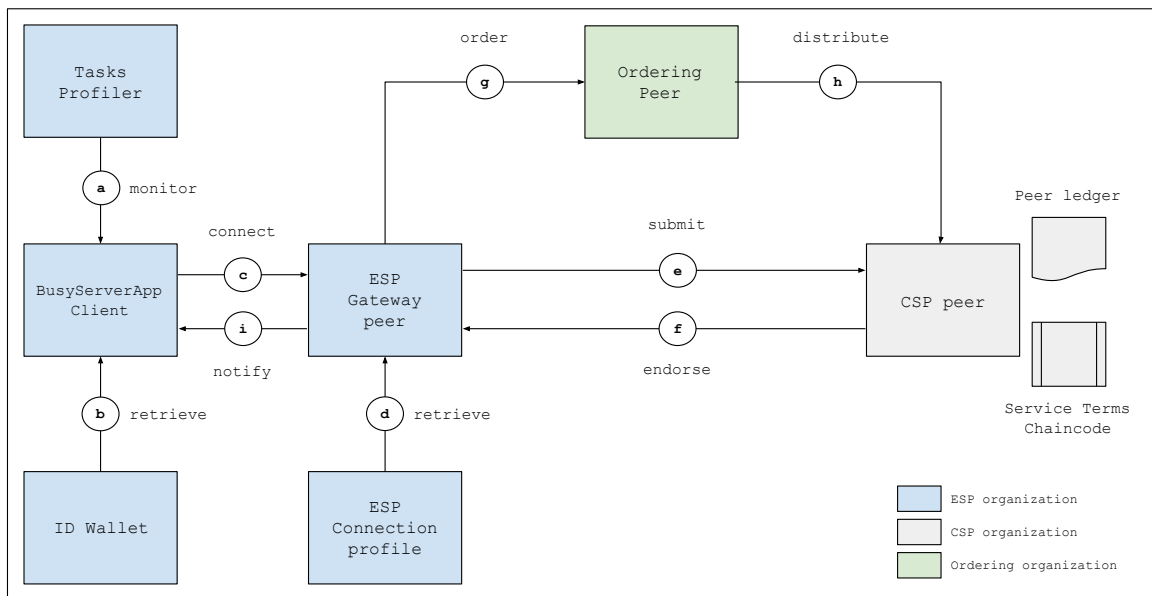 order
distribute
Tasks
Profiler
g
Ordering
Peer
h
a
monitor
Peer ledger
connect
submit
BusyServerApp
Client
c
ESP
Gateway
peer
e
CSP peer
i
f
notify
endorse
b
retrieve
d
retrieve
Service Terms
Chaincode
ID Wallet
ESP
Connection
profile
ESP organization
CSP organization
Ordering organization